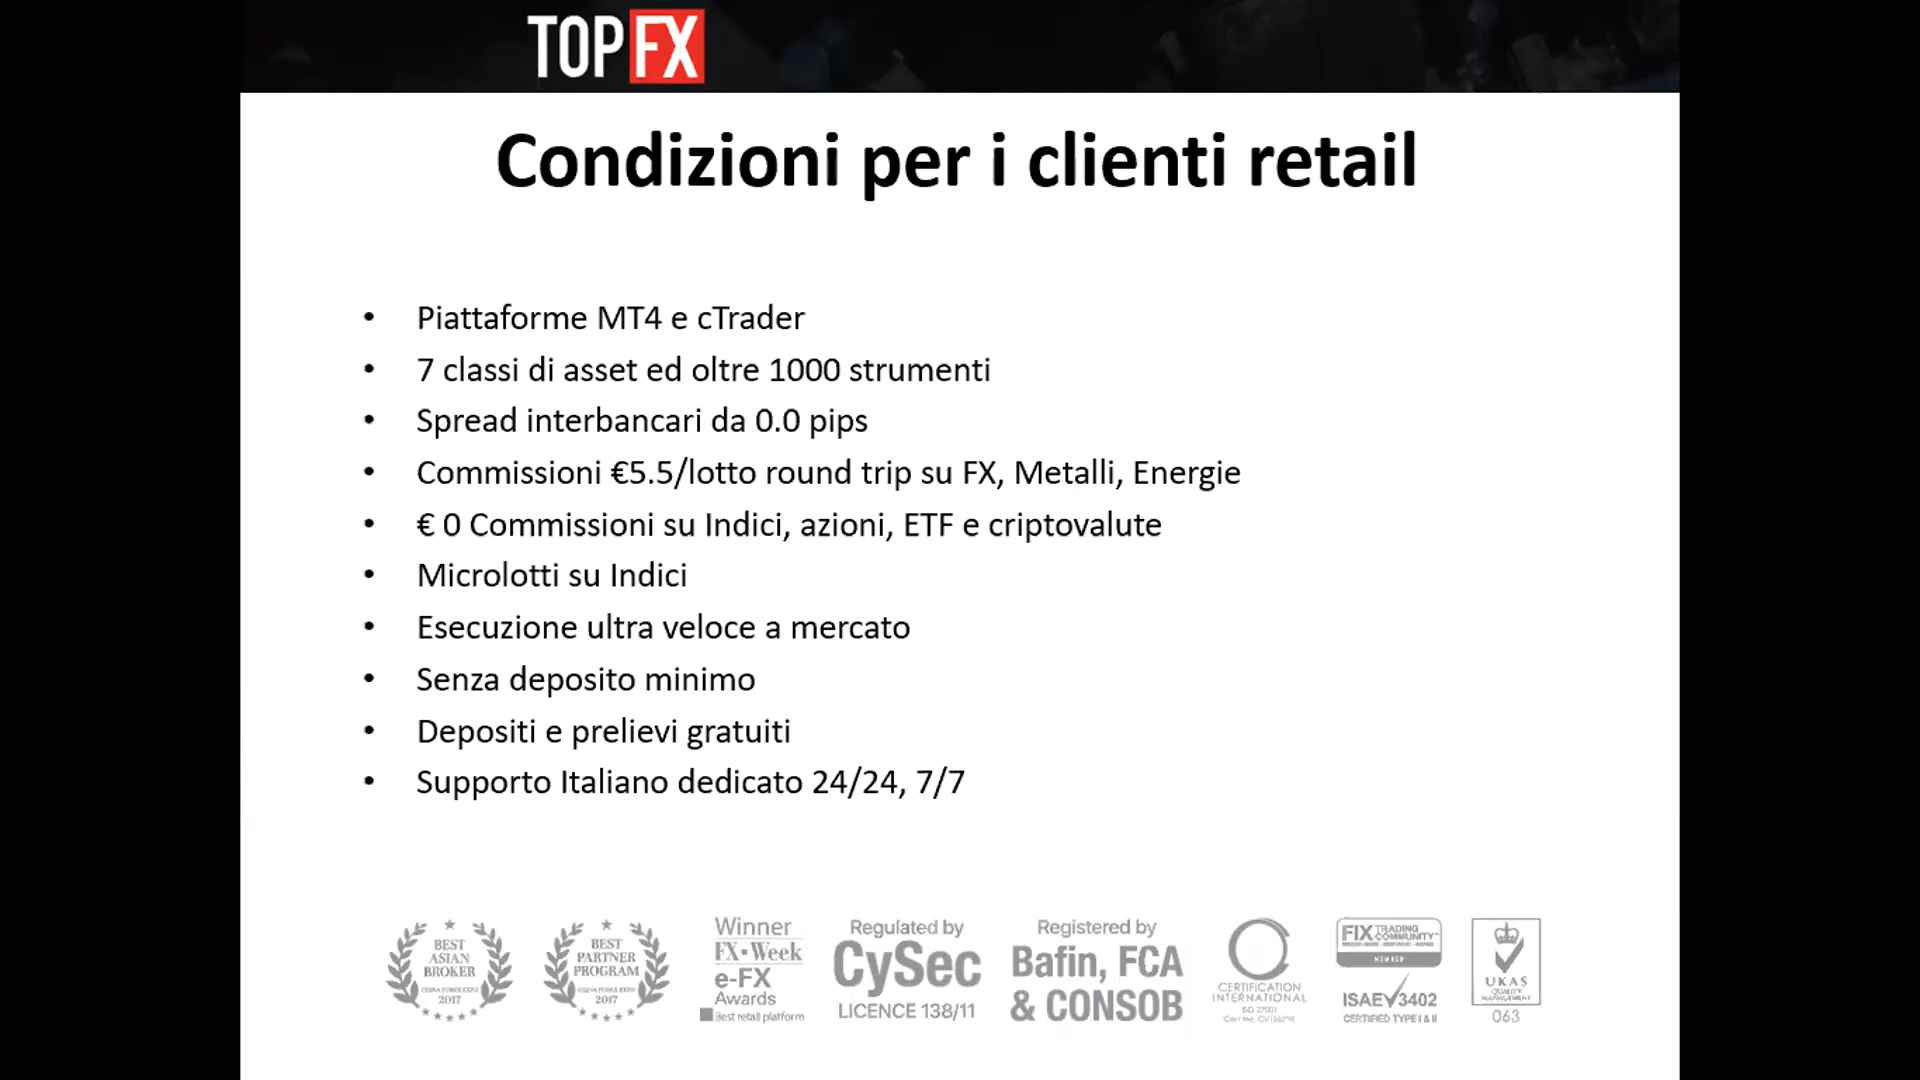 TOPFX
Condizioni per i clienti retail
• Piattaforme MT4 e cTrader
• 7 classi di asset ed oltre 1000 strumenti
• Spread interbancari da 0.0 pips
• Commissioni €5.5/lotto round trip su FX, Metalli, Energie
• € 0 Commissioni su Indici, azioni, ETF e criptovalute
• Microlotti su Indici
• Esecuzione ultra veloce a mercato
• Senza deposito minimo
• Depositi e prelievi gratuiti
• Supporto Italiano dedicato 24/24, 7/7
BEST
ASIAN
BROKER
2017
BEST
PARTNER
PROGRAM
2017
Winner
FX·Week
e-FX
Awards
Best retail platform
Regulated by
CySec
LICENCE 138/11
Registered by
Bafin, FCA
& CONSOB
CERTIFICATION
INTERNATIONAL
ISO 27001
FIX TRADING
COMMUNITY
MEMBER
ISAE 3402
CERTIFIED TYPE I & II
UKAS
QUALITY
MANAGEMENT
063